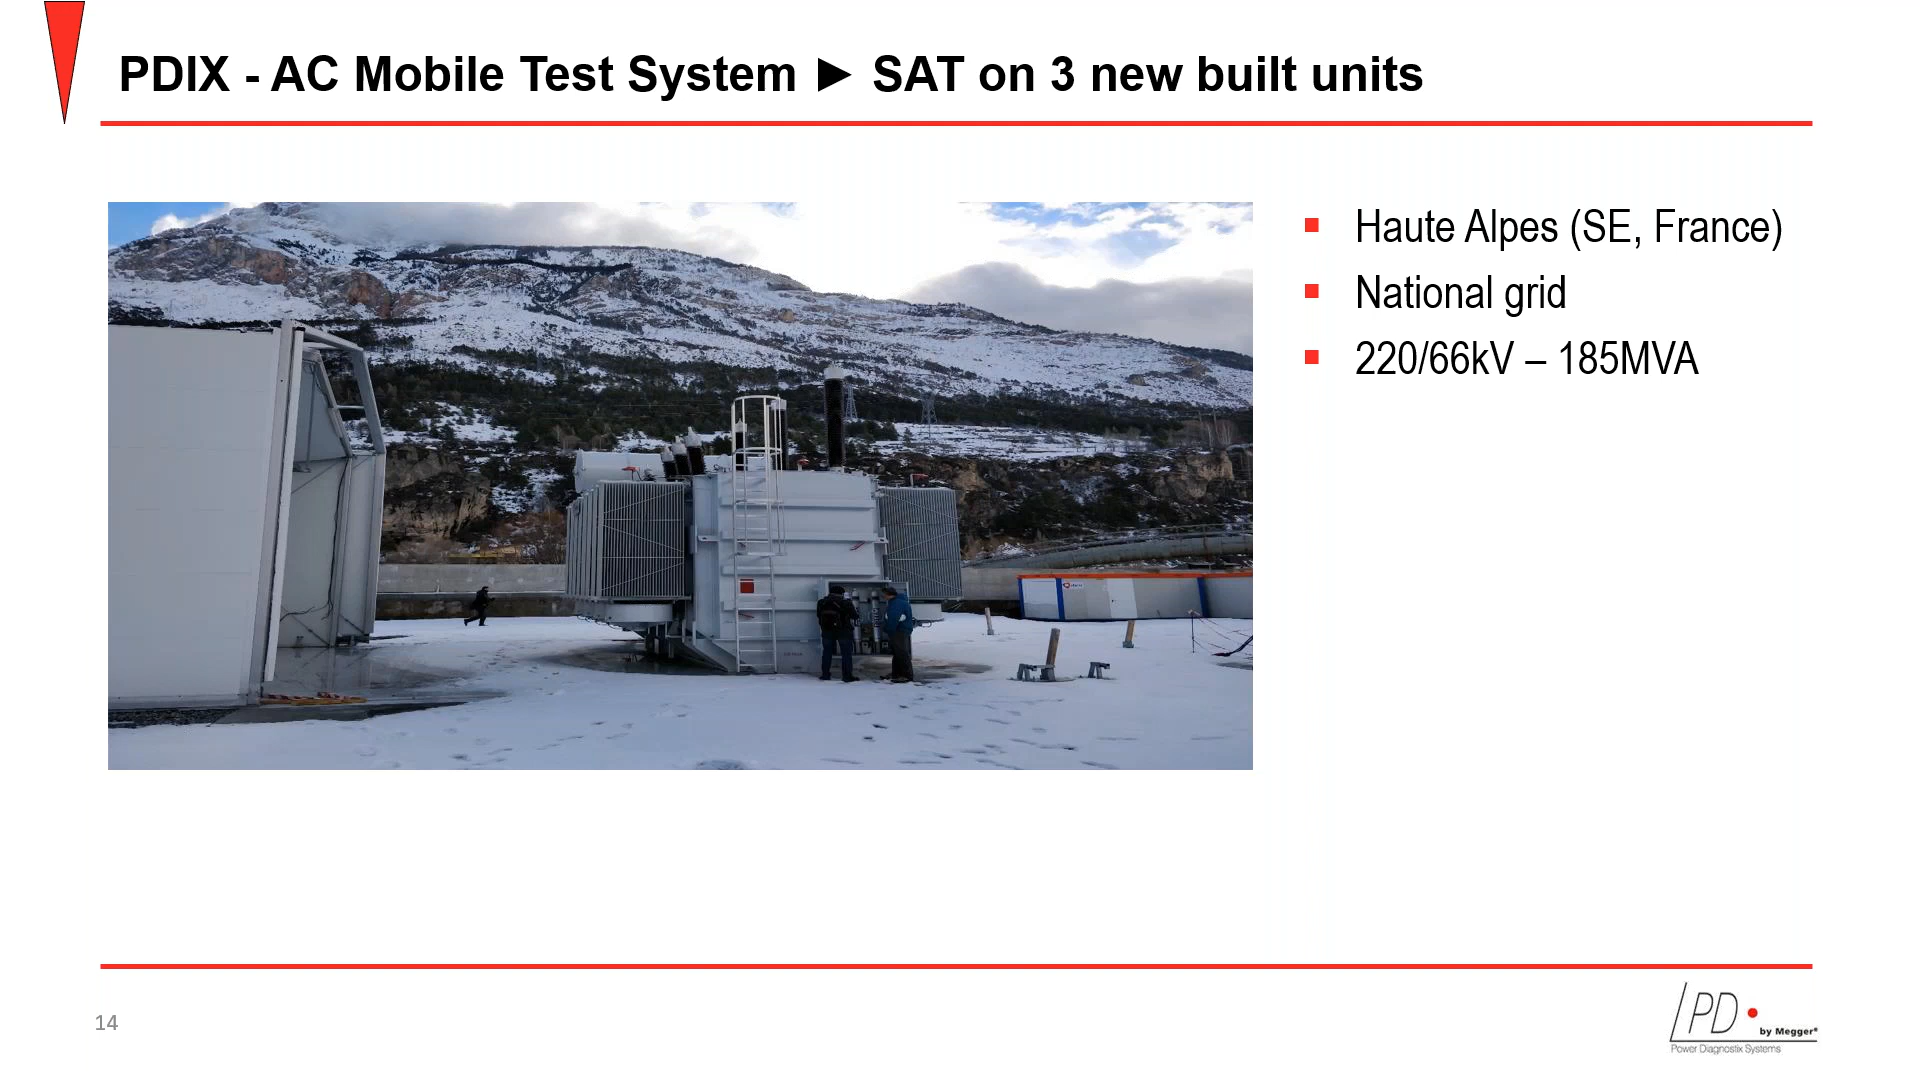 PDIX - AC Mobile Test System ► SAT on 3 new built units
Haute Alpes (SE, France)
National grid
220/66kV – 185MVA
14
PD
by Megger®
Power Diagnostix Systems